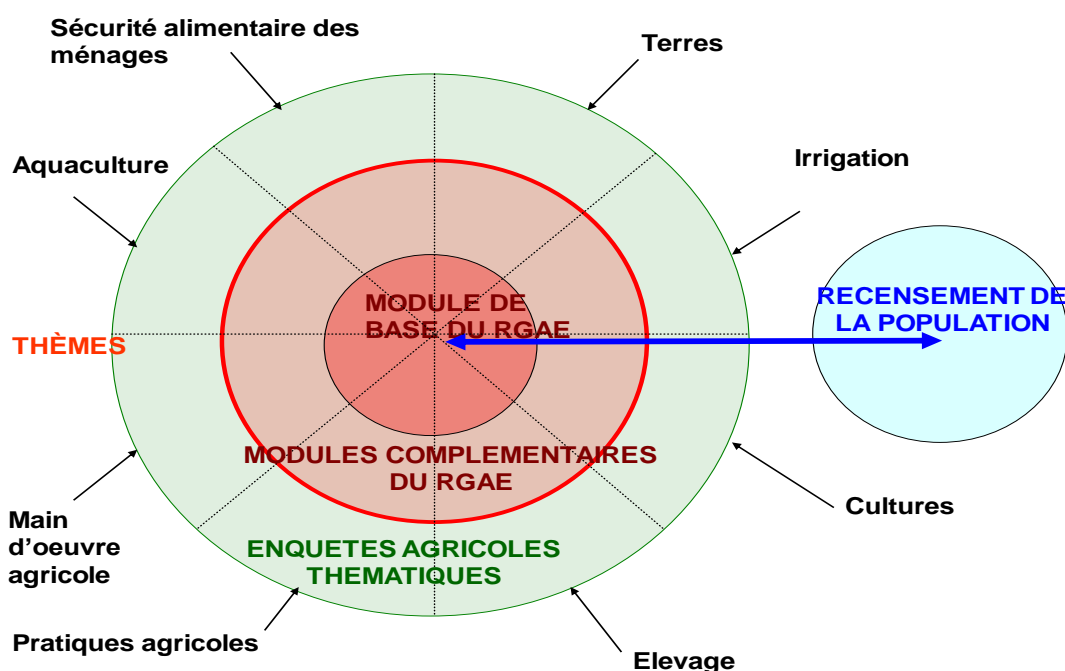 Sécurité alimentaire des
ménages
Terres
Aquaculture
Irrigation
MODULE DE
BASE DU RGAE
RECENSEMENT DE
LA POPULATION
THÈMES
MODULES COMPLEMENTAIRES
DU RGAE
Main
d'oeuvre
agricole
Cultures
ENQUETES AGRICOLES
THEMATIQUES
Pratiques agricoles
Elevage